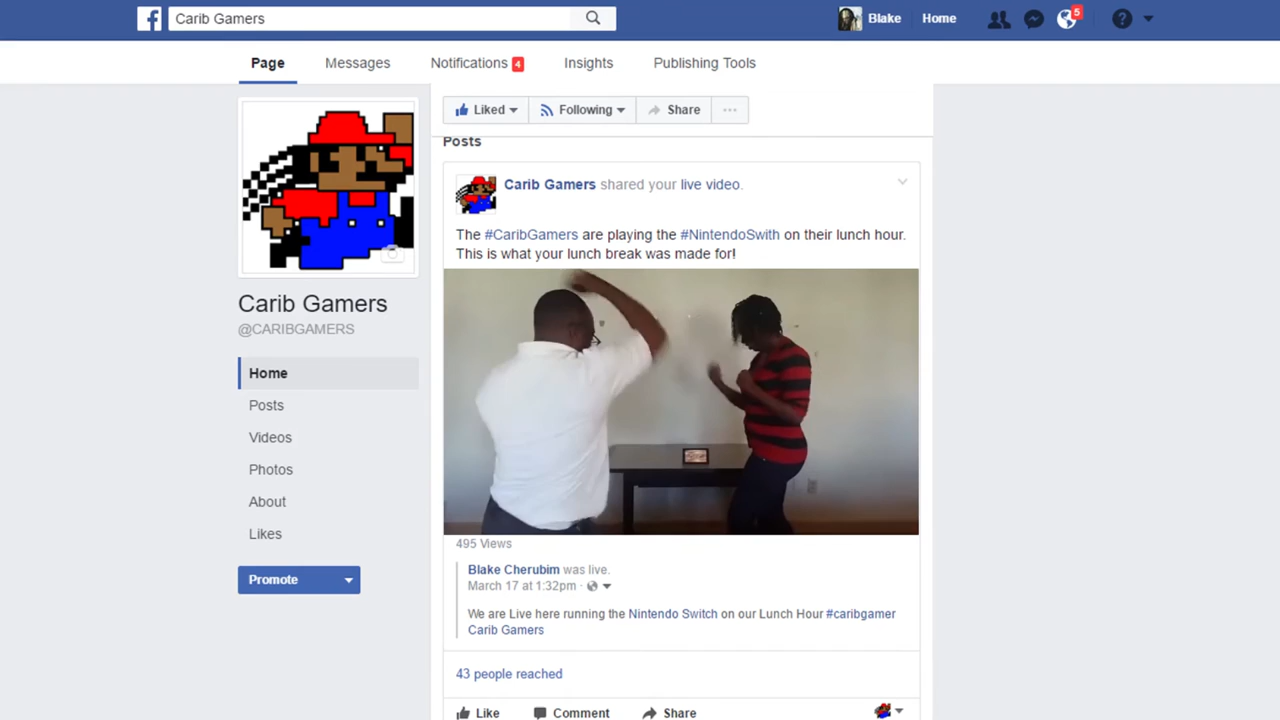 Carib Gamers
Blake
Home
5
Page
Messages
Notifications 4
Insights
Publishing Tools
Liked
Following
Share
Posts
Carib Gamers shared your live video.
The #CaribGamers are playing the #NintendoSwith on their lunch hour.
This is what your lunch break was made for!
Carib Gamers
@CARIBGAMERS
Home
Posts
Videos
Photos
About
Likes
Promote
495 Views
Blake Cherubim was live.
March 17 at 1:32pm ·
We are Live here running the Nintendo Switch on our Lunch Hour #caribgamer
Carib Gamers
43 people reached
Like
Comment
Share